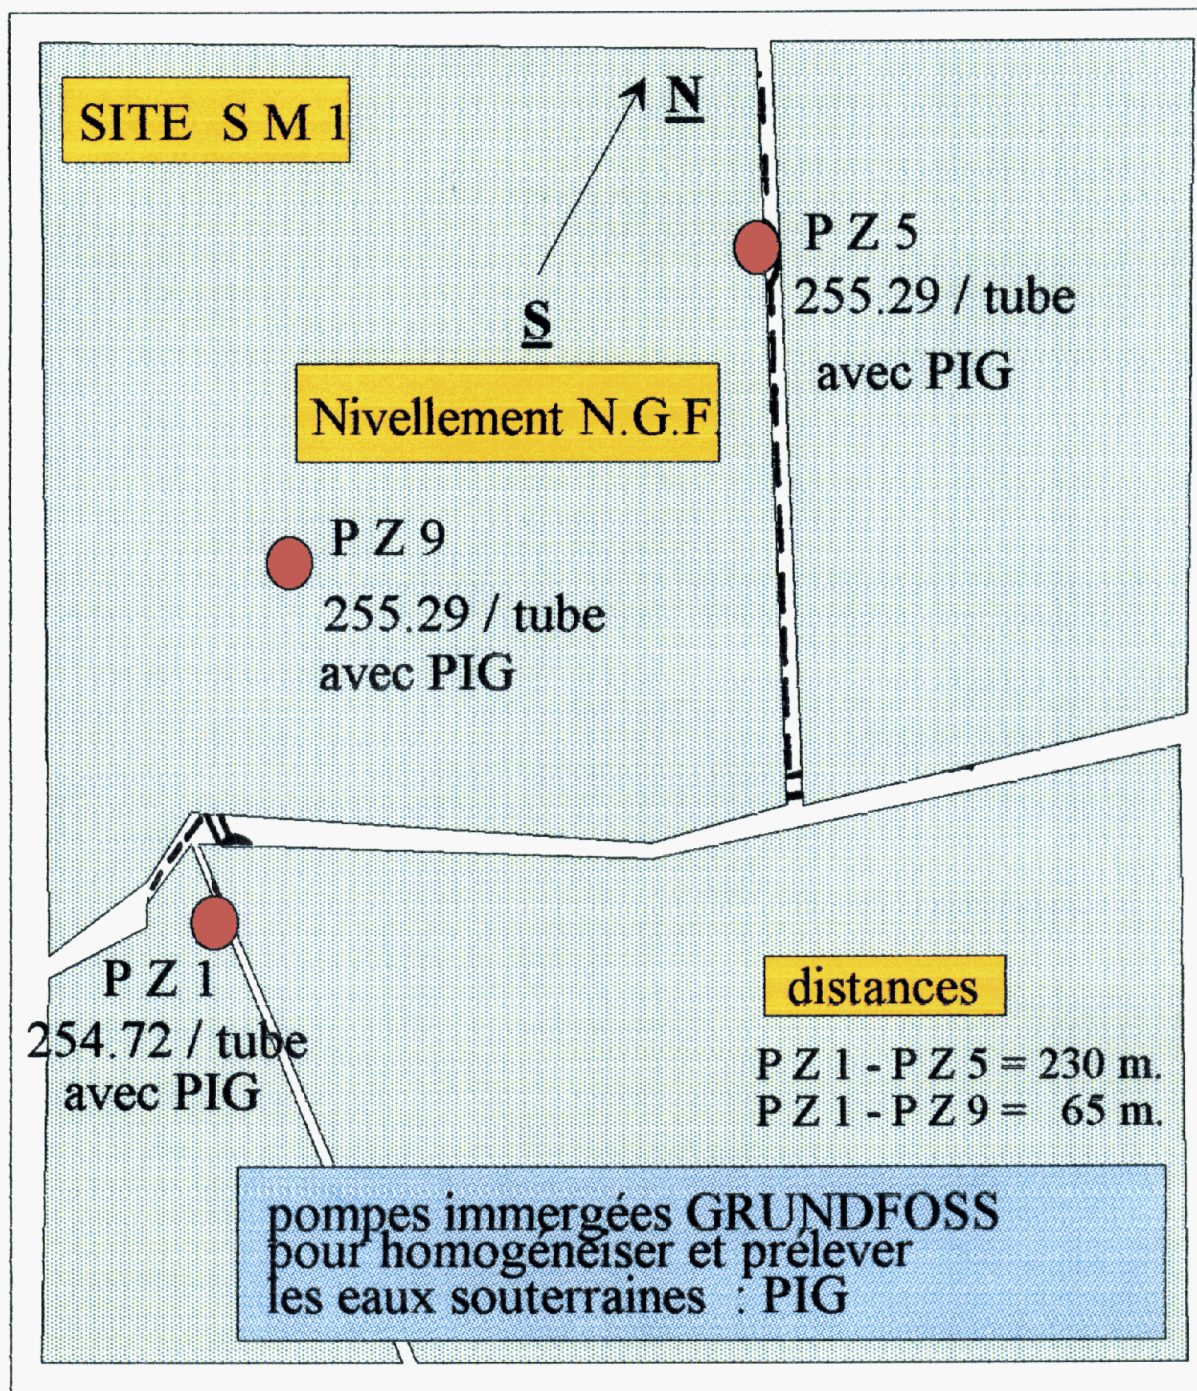 SITE S M 1
N
S
P Z 5
255.29 / tube
avec PIG
Nivellement N.G.F.
P Z 9
255.29 / tube
avec PIG
P Z 1
254.72 / tube
avec PIG
distances
P Z 1 - P Z 5 = 230 m.
P Z 1 - P Z 9 = 65 m.
pompes immergées GRUNDFOSS
pour homogénéiser et prélever
les eaux souterraines : PIG